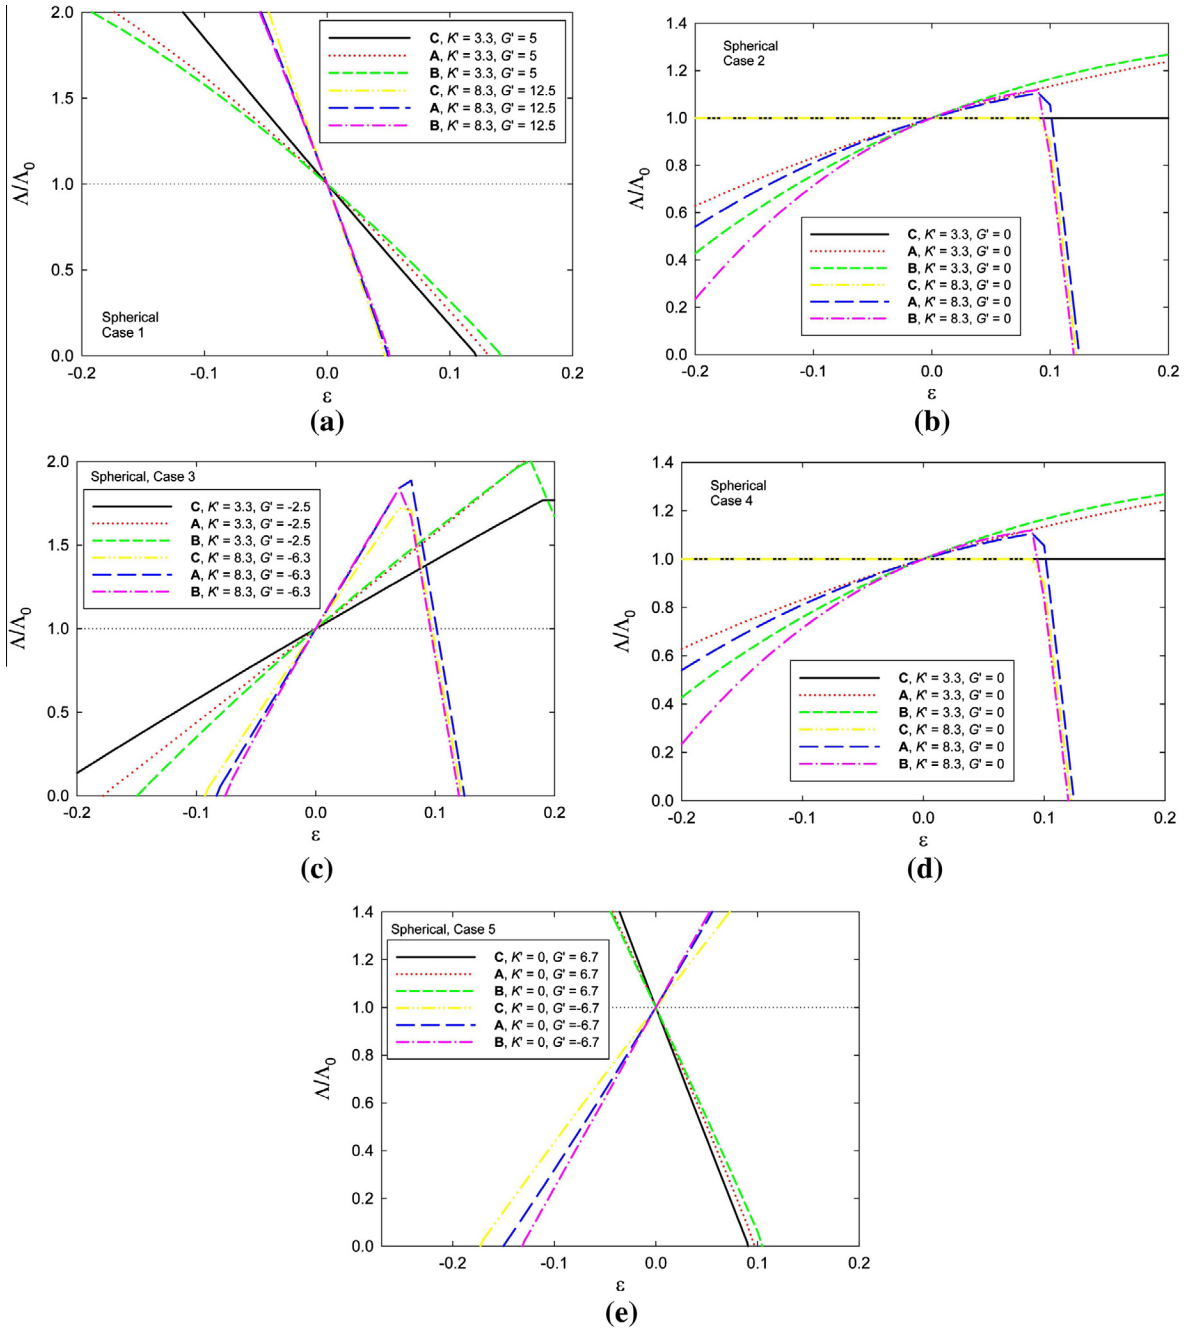 2.0
1.5
1.0
0.5
0.0
Λ/Λ0
C, K' = 3.3, G' = 5
A, K' = 3.3, G' = 5
B, K' = 3.3, G' = 5
C, K' = 8.3, G' = 12.5
A, K' = 8.3, G' = 12.5
B, K' = 8.3, G' = 12.5
Spherical
Case 1
-0.2 -0.1 0.0 0.1 0.2
ε
(a)
1.4
1.2
1.0
0.8
0.6
0.4
0.2
0.0
Λ/Λ0
Spherical
Case 2
C, K' = 3.3, G' = 0
A, K' = 3.3, G' = 0
B, K' = 3.3, G' = 0
C, K' = 8.3, G' = 0
A, K' = 8.3, G' = 0
B, K' = 8.3, G' = 0
-0.2 -0.1 0.0 0.1 0.2
ε
(b)
2.0
1.5
1.0
0.5
0.0
Λ/Λ0
Spherical, Case 3
C, K' = 3.3, G' = -2.5
A, K' = 3.3, G' = -2.5
B, K' = 3.3, G' = -2.5
C, K' = 8.3, G' = -6.3
A, K' = 8.3, G' = -6.3
B, K' = 8.3, G' = -6.3
-0.2 -0.1 0.0 0.1 0.2
ε
(c)
1.4
1.2
1.0
0.8
0.6
0.4
0.2
0.0
Λ/Λ0
Spherical
Case 4
C, K' = 3.3, G' = 0
A, K' = 3.3, G' = 0
B, K' = 3.3, G' = 0
C, K' = 8.3, G' = 0
A, K' = 8.3, G' = 0
B, K' = 8.3, G' = 0
-0.2 -0.1 0.0 0.1 0.2
ε
(d)
1.4
1.2
1.0
0.8
0.6
0.4
0.2
0.0
Λ/Λ0
Spherical, Case 5
C, K' = 0, G' = 6.7
A, K' = 0, G' = 6.7
B, K' = 0, G' = 6.7
C, K' = 0, G' =-6.7
A, K' = 0, G' =-6.7
B, K' = 0, G' =-6.7
-0.2 -0.1 0.0 0.1 0.2
ε
(e)